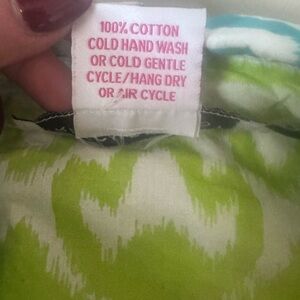 100% COTTON
COLD HAND WASH
OR COLD GENTLE
CYCLE/HANG DRY
OR AIR CYCLE